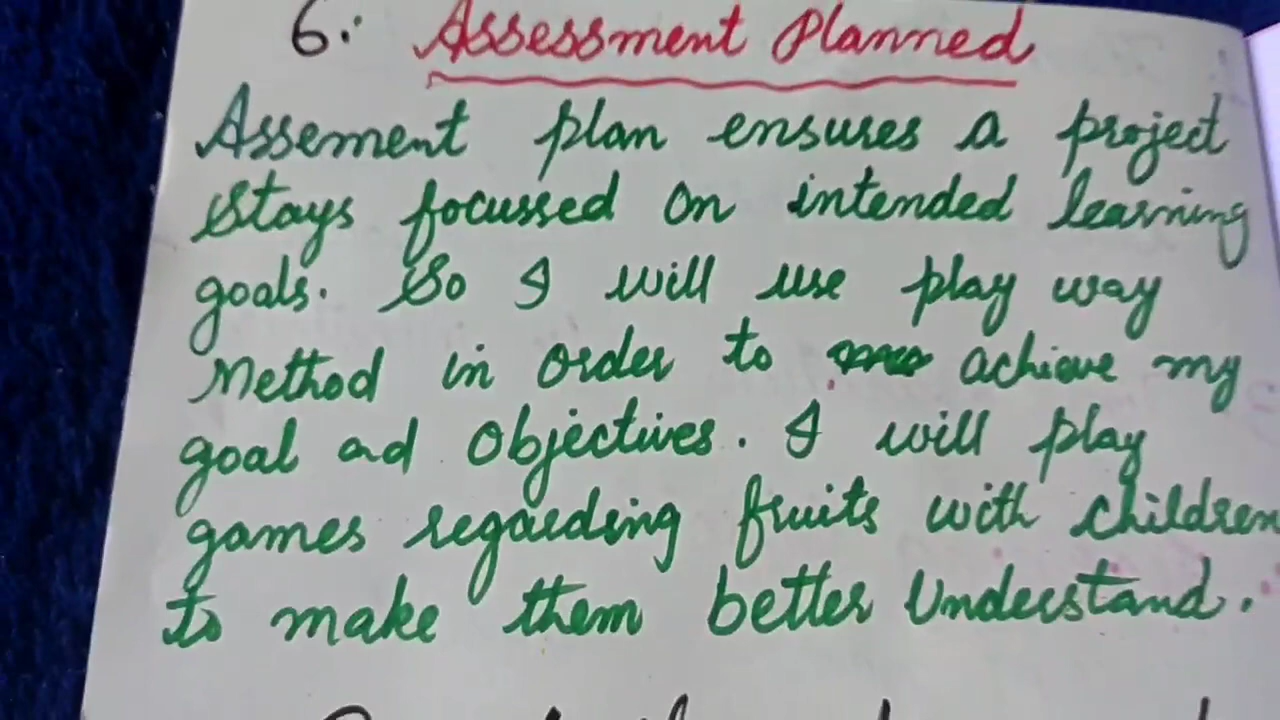 6:- Assessment Planned
Assement plan ensures a project
Stays focussed on intended learning
goals. So I will use play way
Method in order to achieve my
goal and Objectives. I will play
games regarding fruits with children
to make them better Understand.